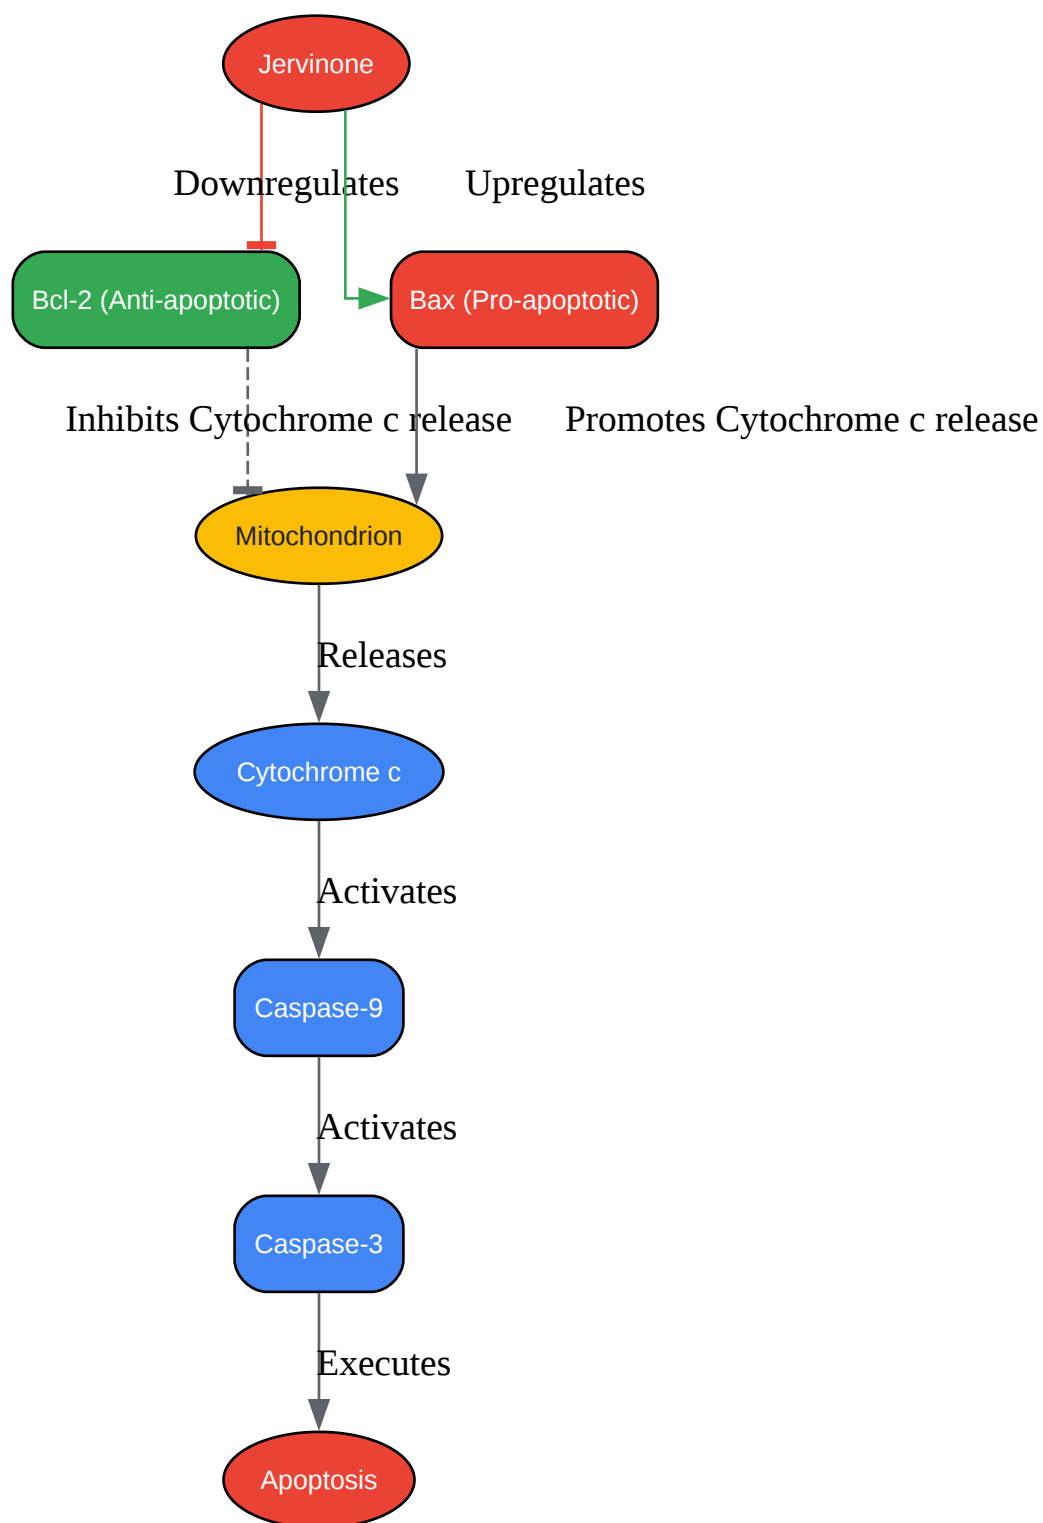 Jervinone
Downregulates
Upregulates
Bcl-2 (Anti-apoptotic)
Bax (Pro-apoptotic)
Inhibits Cytochrome c release
Promotes Cytochrome c release
Mitochondrion
Releases
Cytochrome c
Activates
Caspase-9
Activates
Caspase-3
Executes
Apoptosis